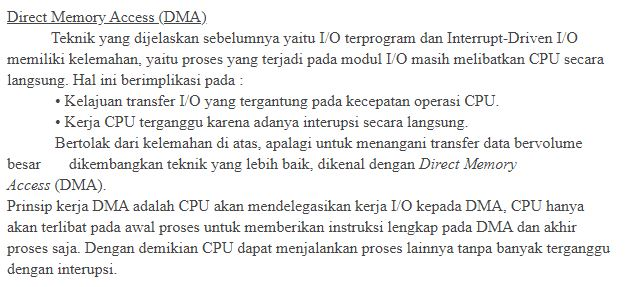 Direct Memory Access (DMA)
Teknik yang dijelaskan sebelumnya yaitu I/O terprogram dan Interrupt-Driven I/O
memiliki kelemahan, yaitu proses yang terjadi pada modul I/O masih melibatkan CPU secara
langsung. Hal ini berimplikasi pada :
• Kelajuan transfer I/O yang tergantung pada kecepatan operasi CPU.
• Kerja CPU terganggu karena adanya interupsi secara langsung.
Bertolak dari kelemahan di atas, apalagi untuk menangani transfer data bervolume
besar dikembangkan teknik yang lebih baik, dikenal dengan Direct Memory
Access (DMA).
Prinsip kerja DMA adalah CPU akan mendelegasikan kerja I/O kepada DMA, CPU hanya
akan terlibat pada awal proses untuk memberikan instruksi lengkap pada DMA dan akhir
proses saja. Dengan demikian CPU dapat menjalankan proses lainnya tanpa banyak terganggu
dengan interupsi.